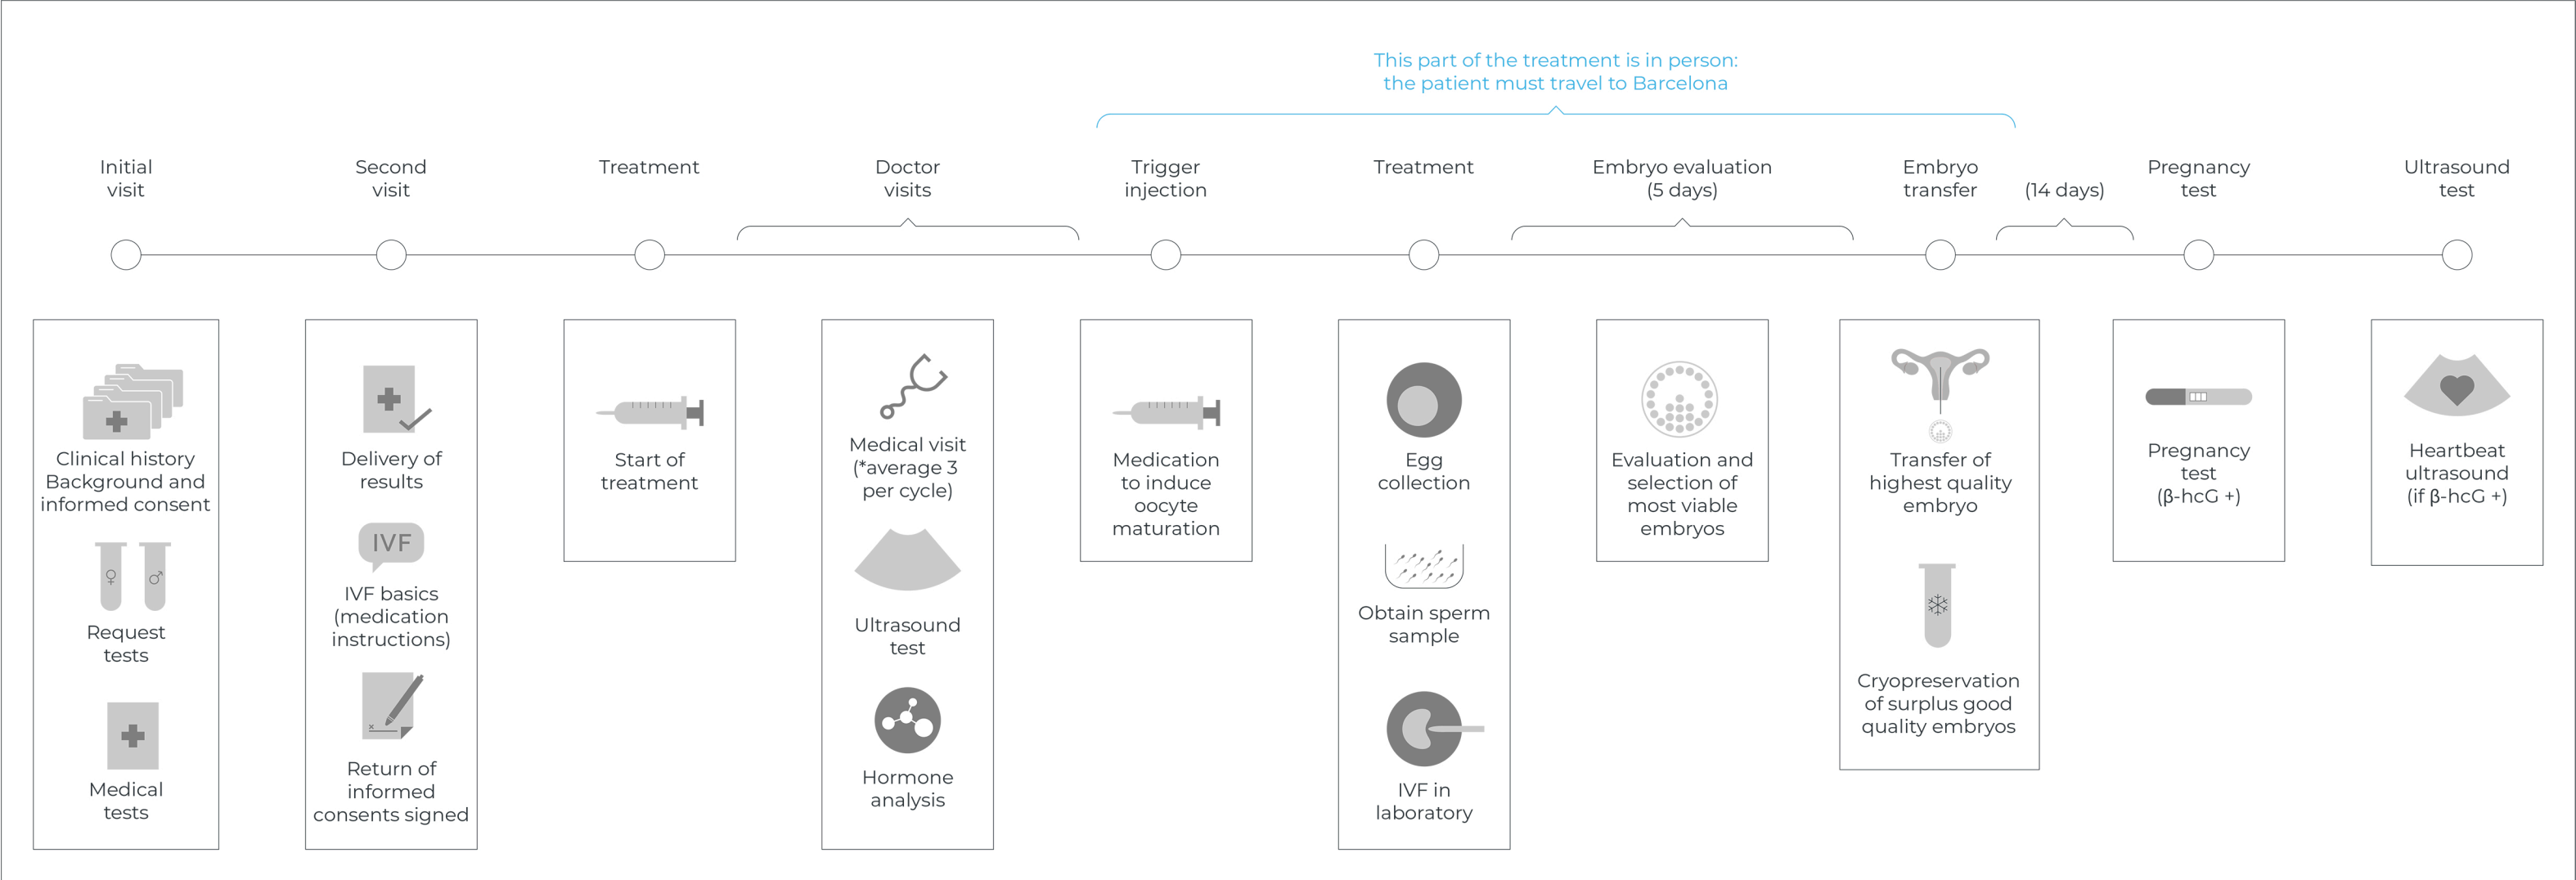 This part of the treatment is in person:
the patient must travel to Barcelona
Initial
visit
Second
visit
Treatment
Doctor
visits
Trigger
injection
Treatment
Embryo evaluation
(5 days)
Embryo
transfer
(14 days)
Pregnancy
test
Ultrasound
test
Clinical history
Background and
informed consent
Request
tests
Medical
tests
Delivery of
results
IVF
IVF basics
(medication
instructions)
Return of
informed
consents signed
Start of
treatment
Medical visit
(*average 3
per cycle)
Ultrasound
test
Hormone
analysis
Medication
to induce
oocyte
maturation
Egg
collection
Obtain sperm
sample
IVF in
laboratory
Evaluation and
selection of
most viable
embryos
Transfer of
highest quality
embryo
Cryopreservation
of surplus good
quality embryos
Pregnancy
test
(β-hcG +)
Heartbeat
ultrasound
(if β-hcG +)